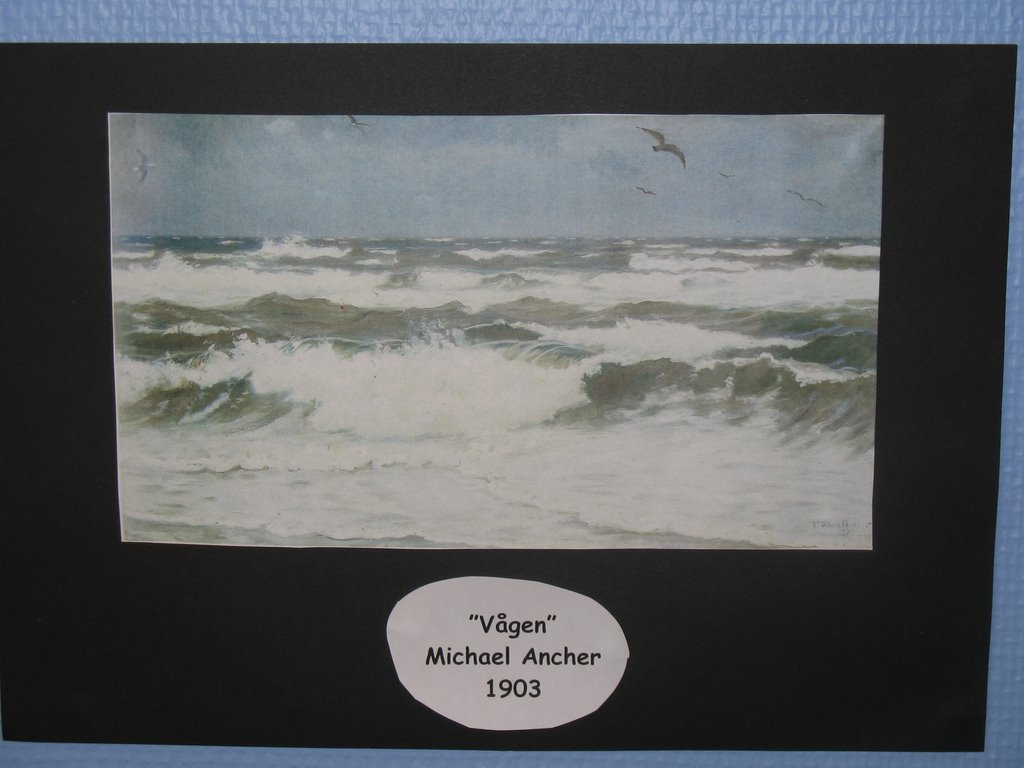 ”Vågen”
Michael Ancher
1903